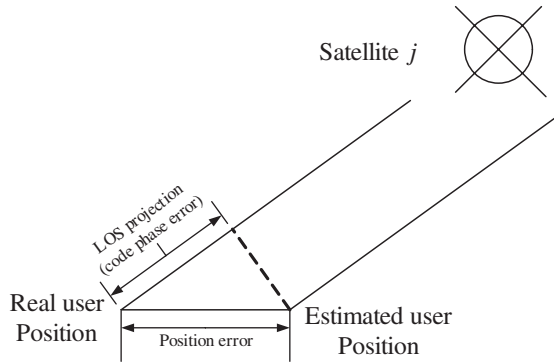 Satellite j
LOS projection
(code phase error)
Real user
Position
Position error
Estimated user
Position